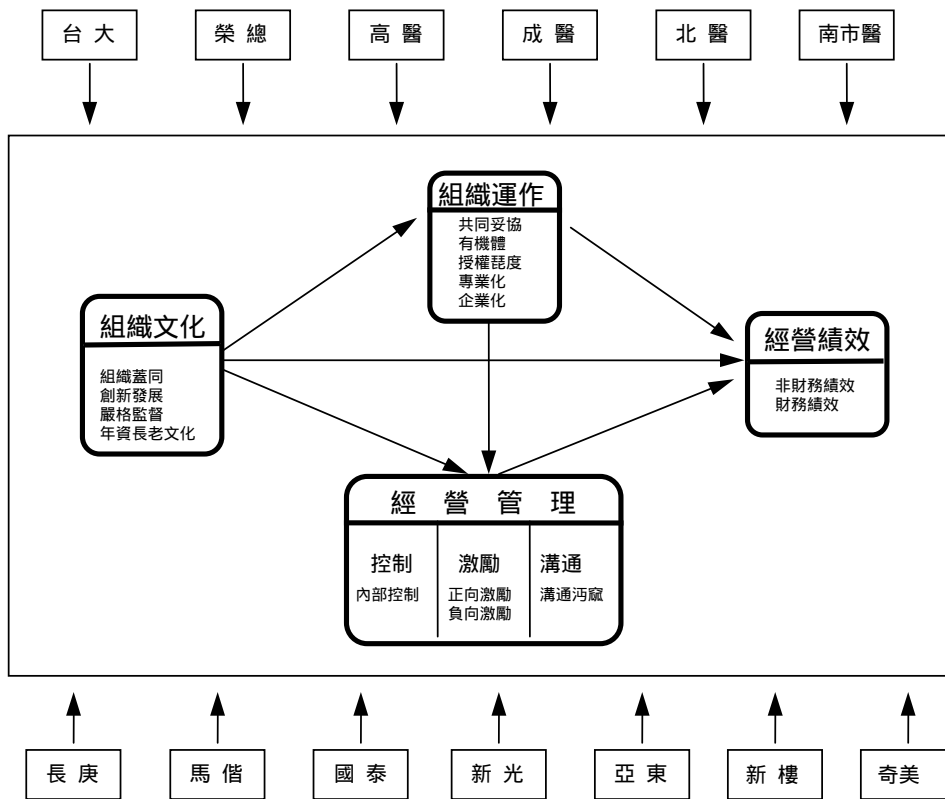 台 大
榮 總
高 醫
成 醫
北 醫
南市醫
組織運作
共同妥協
有機體
授權琵度
專業化
企業化
組織文化
組織蓋同
創新發展
嚴格監督
年資長老文化
經營績效
非財務績效
財務績效
經 營 管 理
控制
內部控制
激勵
正向激勵
負向激勵
溝通
溝通沔竄
長 庚
馬 偕
國 泰
新 光
亞 東
新 樓
奇美